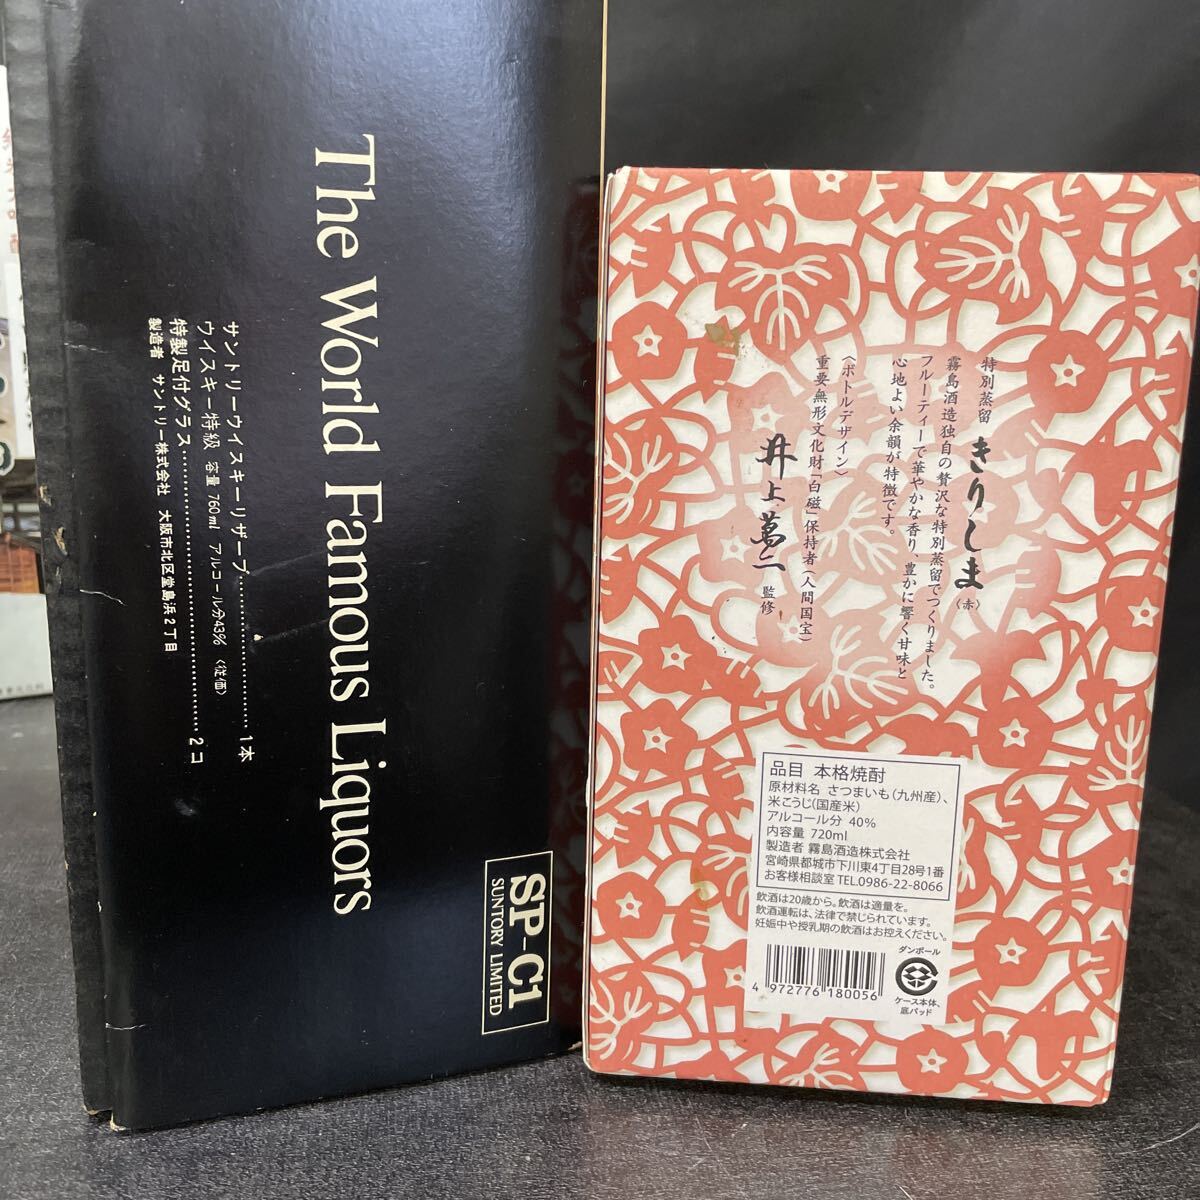 The World Famous Liquors
サントリーウイスキーリザーブ……………………1本
ウイスキー特級 容量 760ml アルコール分43% 〈従価〉
特製足付グラス……………………………………2コ
製造者 サントリー株式会社 大阪市北区堂島浜2丁目
SP-C1
SUNTORY LIMITED
特別蒸留 きりしま〈赤〉
霧島酒造独自の贅沢な特別蒸留でつくりました。
フルーティーで華やかな香り、豊かに響く甘味と
心地よい余韻が特徴です。
〈ボトルデザイン〉
重要無形文化財「白磁」保持者(人間国宝)
井上萬二 監修
品目 本格焼酎
原材料名 さつまいも(九州産)、
米こうじ(国産米)
アルコール分 40%
内容量 720ml
製造者 霧島酒造株式会社
宮崎県都城市下川東4丁目28号1番
お客様相談室 TEL.0986-22-8066
飲酒は20歳から。飲酒は適量を。
飲酒運転は、法律で禁じられています。
妊娠中や授乳期の飲酒はお控えください。
4 972776 180056
ダンボール
ケース本体、
底パッド